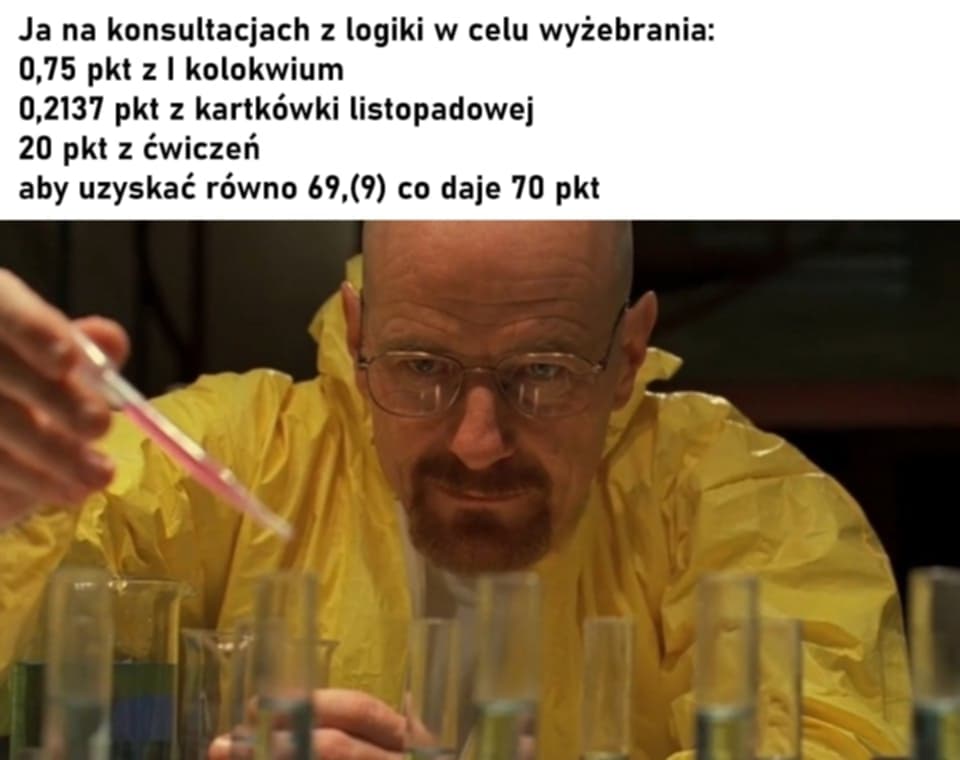 Ja na konsultacjach z logiki w celu wyżebrania:
0,75 pkt z I kolokwium
0,2137 pkt z kartkówki listopadowej
20 pkt z ćwiczeń
aby uzyskać równo 69,(9) co daje 70 pkt